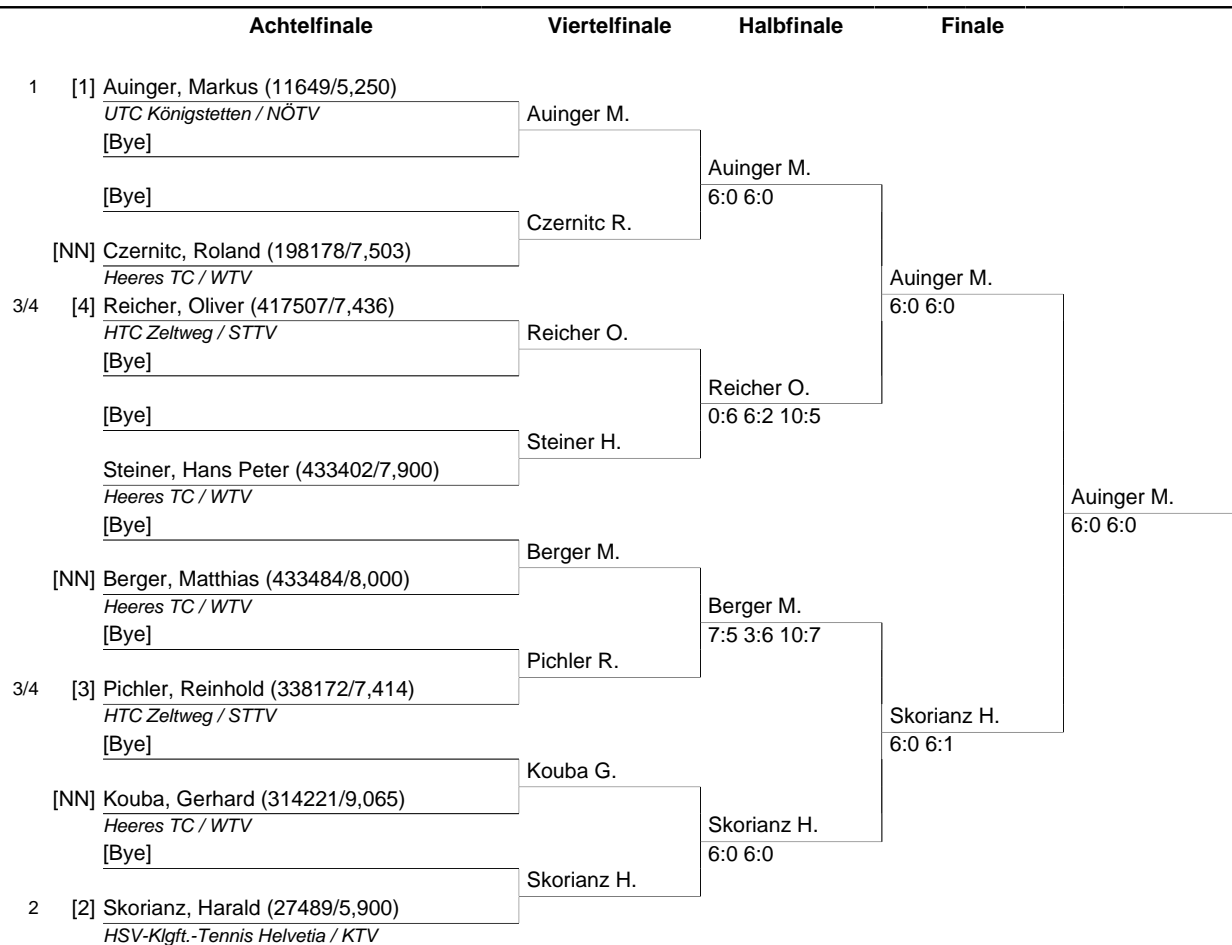 Achtelfinale Viertelfinale Halbfinale Finale
1 [1] Auinger, Markus (11649/5,250)
UTC Königstetten / NÖTV
Auinger M.
[Bye]
Auinger M.
[Bye]
6:0 6:0
Czernitc R.
[NN] Czernitc, Roland (198178/7,503)
Heeres TC / WTV
Auinger M.
3/4 [4] Reicher, Oliver (417507/7,436)
6:0 6:0
HTC Zeltweg / STTV
Reicher O.
[Bye]
Reicher O.
[Bye]
0:6 6:2 10:5
Steiner H.
Steiner, Hans Peter (433402/7,900)
Heeres TC / WTV
Auinger M.
[Bye]
6:0 6:0
Berger M.
[NN] Berger, Matthias (433484/8,000)
Heeres TC / WTV
Berger M.
[Bye]
7:5 3:6 10:7
Pichler R.
3/4 [3] Pichler, Reinhold (338172/7,414)
HTC Zeltweg / STTV
Skorianz H.
[Bye]
6:0 6:1
Kouba G.
[NN] Kouba, Gerhard (314221/9,065)
Heeres TC / WTV
Skorianz H.
[Bye]
6:0 6:0
Skorianz H.
2 [2] Skorianz, Harald (27489/5,900)
HSV-Klgft.-Tennis Helvetia / KTV